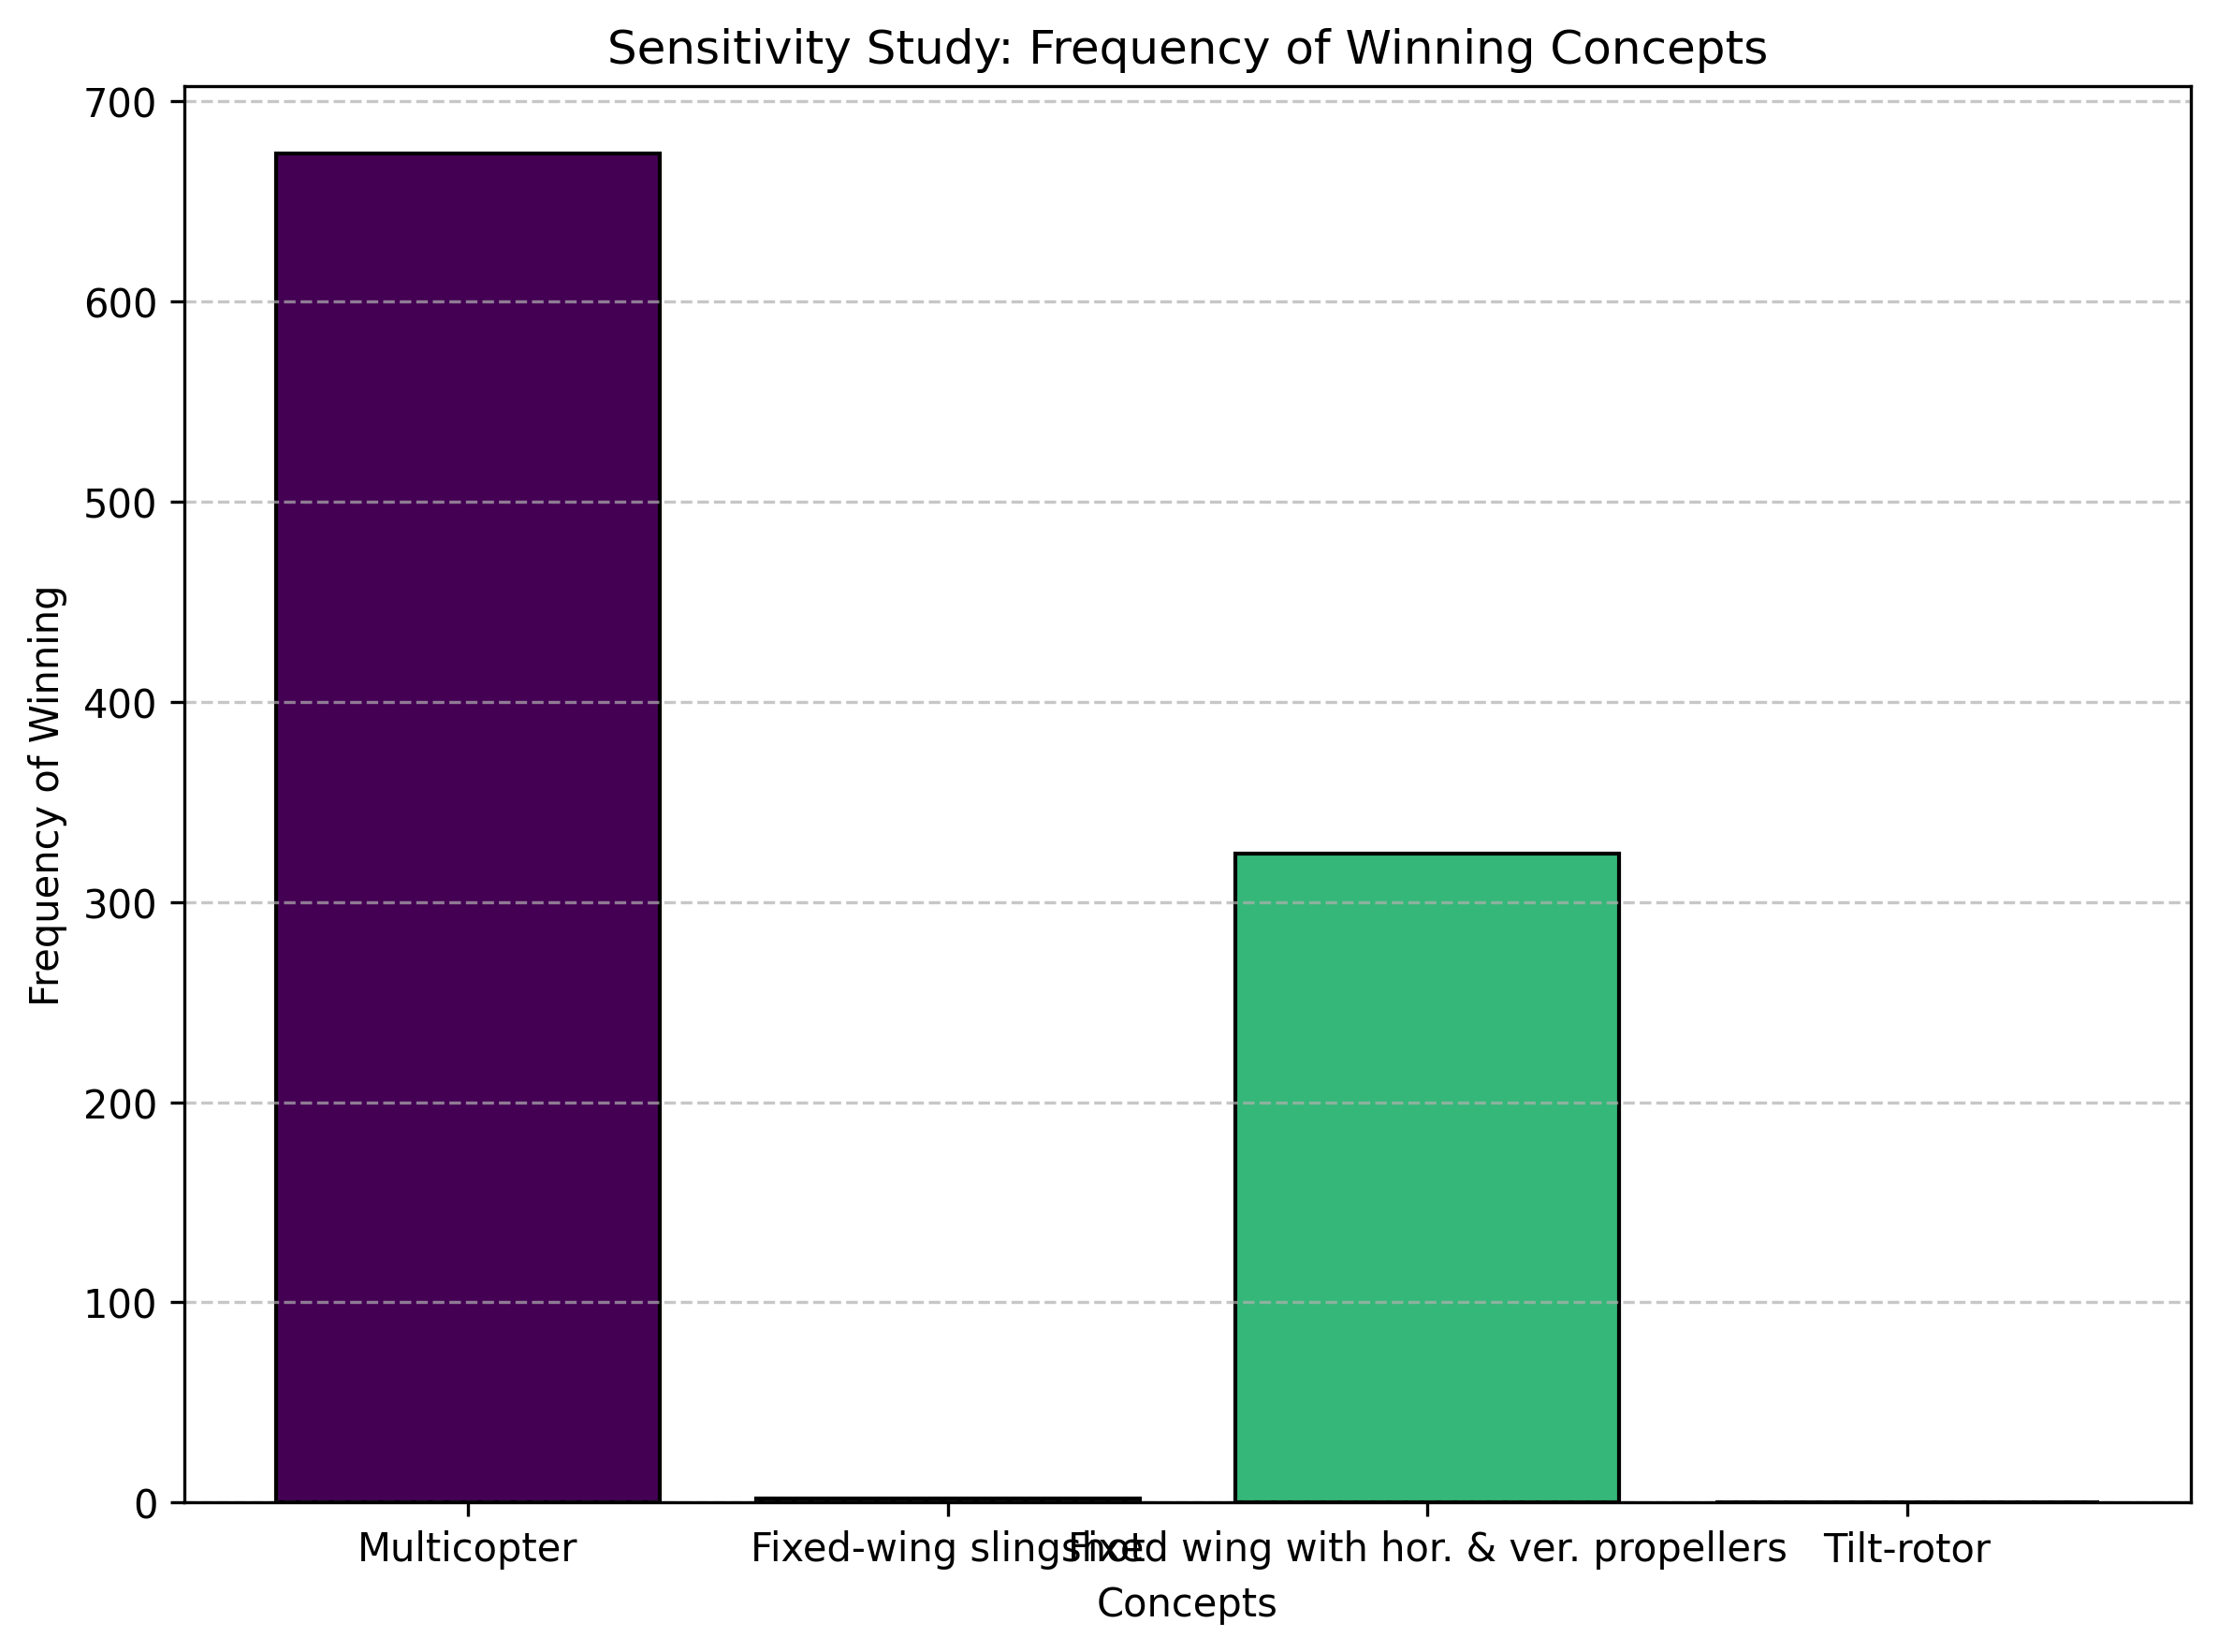 Sensitivity Study: Frequency of Winning Concepts
700
600
500
400
300
200
100
0
Frequency of Winning
Multicopter
Fixed-wing slingshot
Fixed wing with hor. & ver. propellers
Tilt-rotor
Concepts